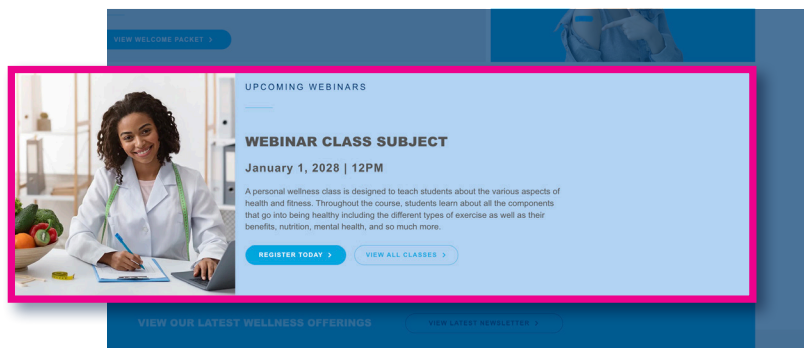 VIEW WELCOME PACKET >
UPCOMING WEBINARS
WEBINAR CLASS SUBJECT
January 1, 2028 | 12PM
A personal wellness class is designed to teach students about the various aspects of
health and fitness. Throughout the course, students learn about all the components
that go into being healthy including the different types of exercise as well as their
benefits, nutrition, mental health, and so much more.
REGISTER TODAY >
VIEW ALL CLASSES >
VIEW OUR LATEST WELLNESS OFFERINGS
VIEW LATEST NEWSLETTER >